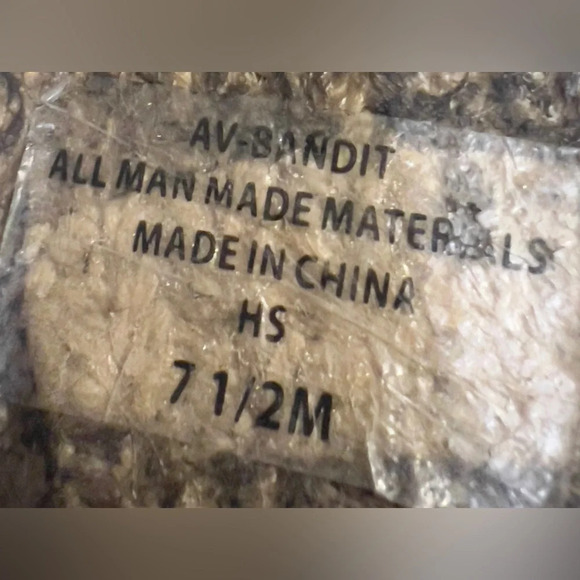 AV-BANDIT
ALL MAN MADE MATERIALS
MADE IN CHINA
HS
7 1/2M